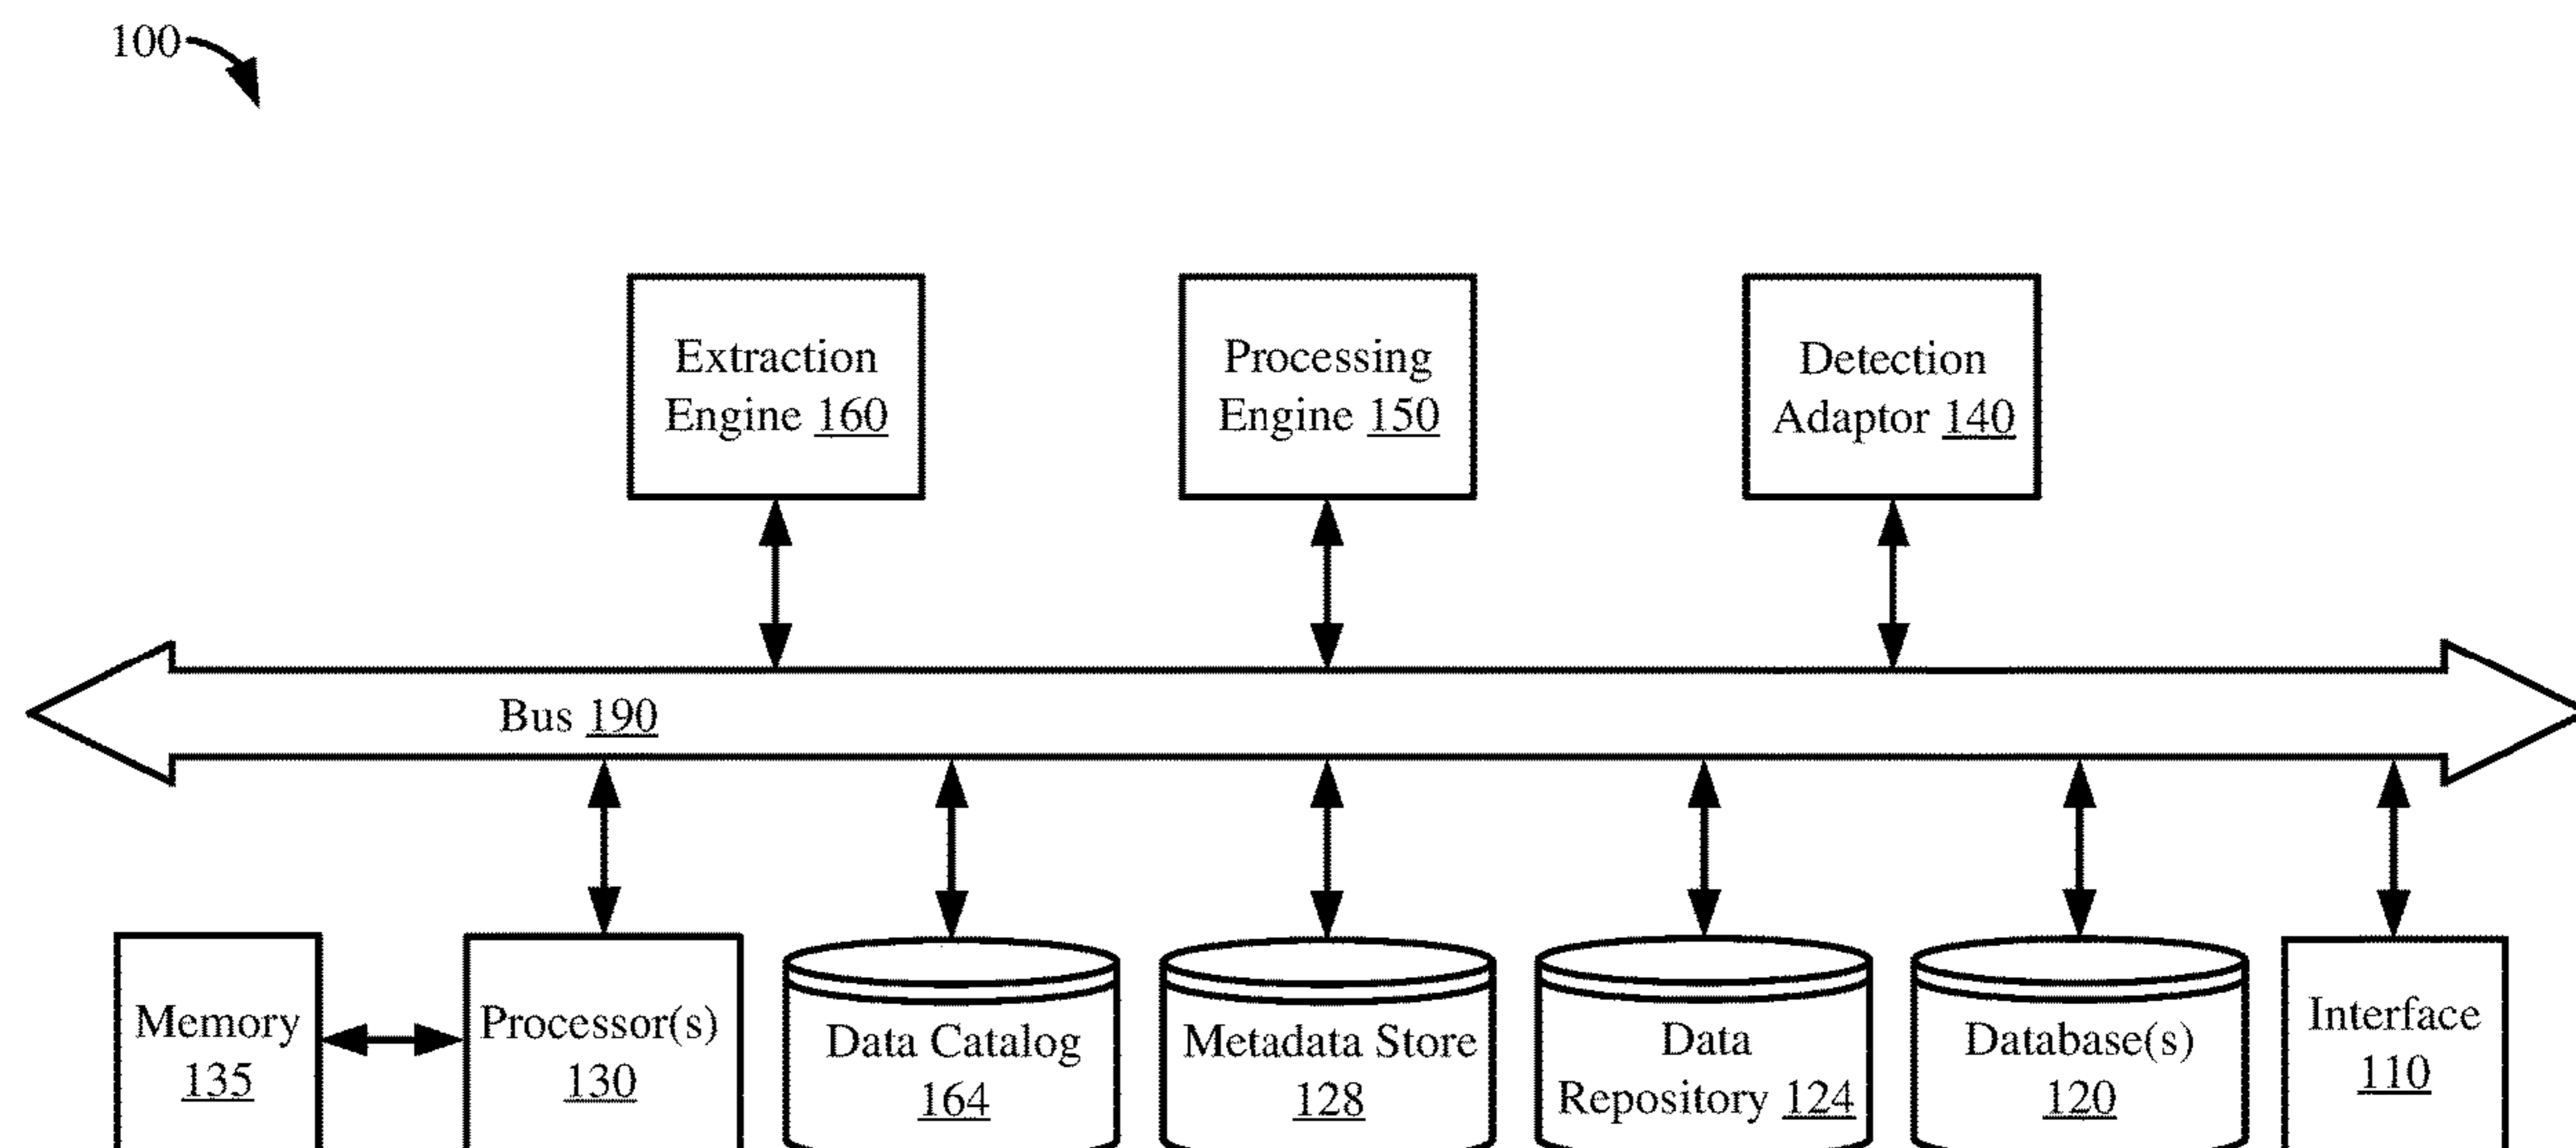 100
Extraction
Engine 160
Processing
Engine 150
Detection
Adaptor 140
Bus 190
Memory
135
Processor(s)
130
Data Catalog
164
Metadata Store
128
Data
Repository 124
Database(s)
120
Interface
110